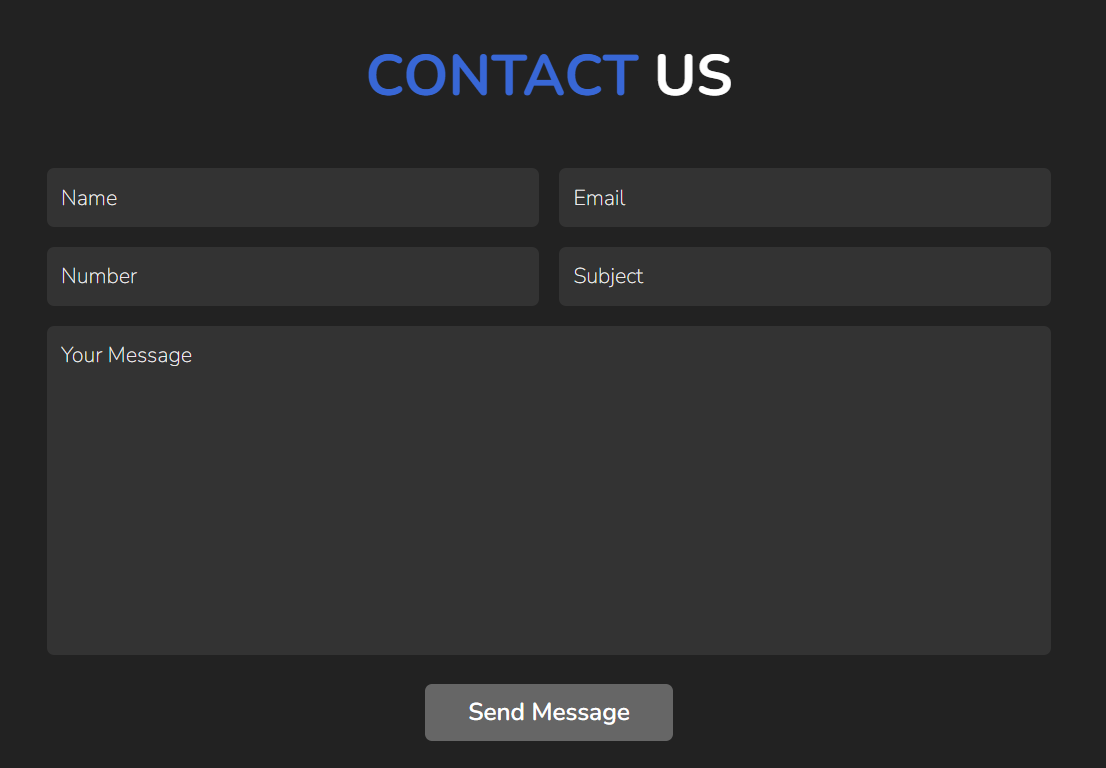 CONTACT US
Name
Email
Number
Subject
Your Message
Send Message